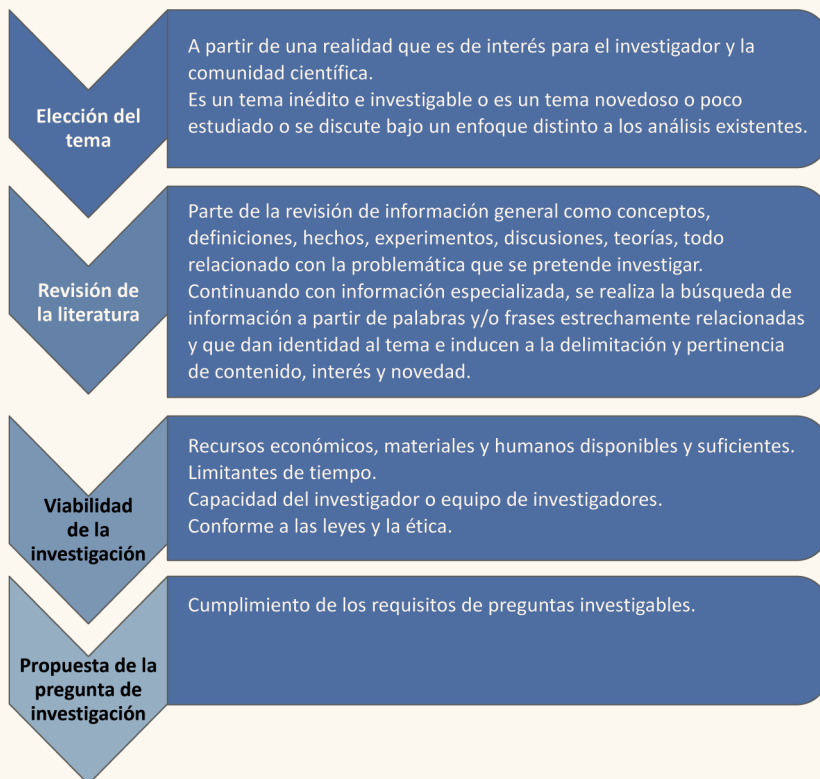 Elección del
tema
A partir de una realidad que es de interés para el investigador y la
comunidad científica.
Es un tema inédito e investigable o es un tema novedoso o poco
estudiado o se discute bajo un enfoque distinto a los análisis existentes.
Revisión de
la literatura
Parte de la revisión de información general como conceptos,
definiciones, hechos, experimentos, discusiones, teorías, todo
relacionado con la problemática que se pretende investigar.
Continuando con información especializada, se realiza la búsqueda de
información a partir de palabras y/o frases estrechamente relacionadas
y que dan identidad al tema e inducen a la delimitación y pertinencia
de contenido, interés y novedad.
Viabilidad
de la
investigación
Recursos económicos, materiales y humanos disponibles y suficientes.
Limitantes de tiempo.
Capacidad del investigador o equipo de investigadores.
Conforme a las leyes y la ética.
Propuesta de la
pregunta de
investigación
Cumplimiento de los requisitos de preguntas investigables.